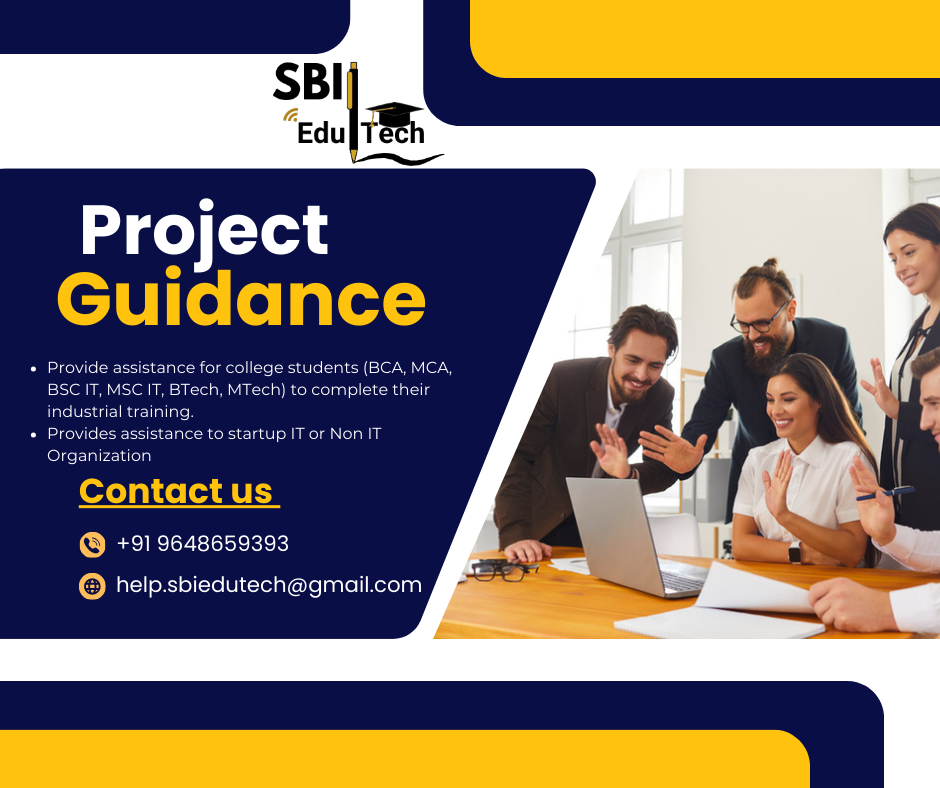 SBI
Edu Tech
Project
Guidance
• Provide assistance for college students (BCA, MCA,
BSC IT, MSC IT, BTech, MTech) to complete their
industrial training.
• Provides assistance to startup IT or Non IT
Organization
Contact us
+91 9648659393
help.sbiedutech@gmail.com